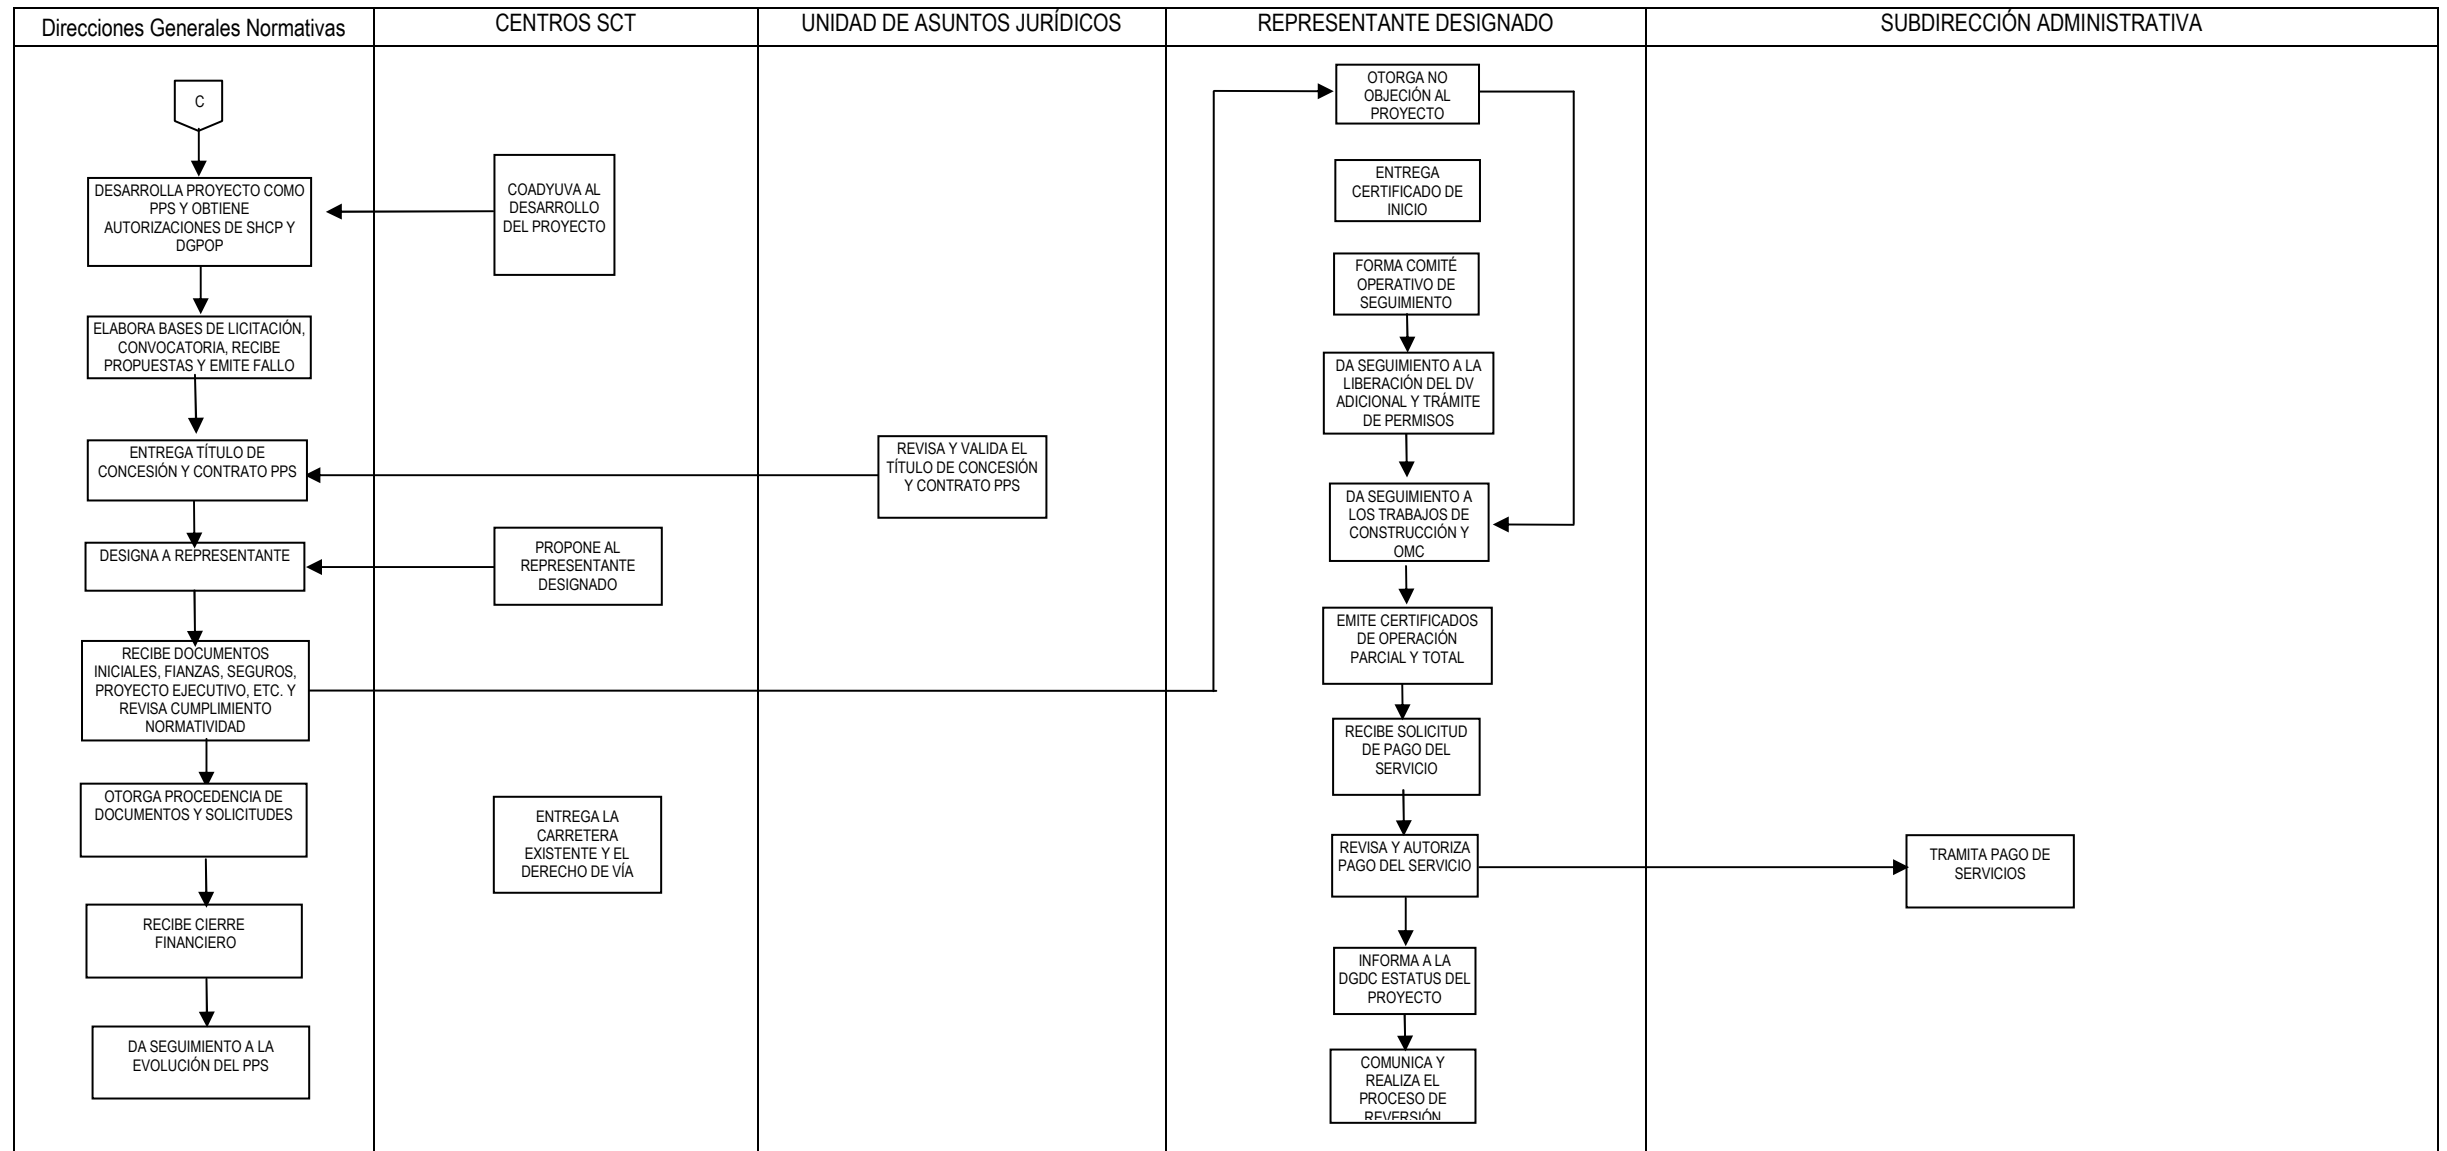 Direcciones Generales Normativas
CENTROS SCT
UNIDAD DE ASUNTOS JURÍDICOS
REPRESENTANTE DESIGNADO
SUBDIRECCIÓN ADMINISTRATIVA
C
DESARROLLA PROYECTO COMO
PPS Y OBTIENE
AUTORIZACIONES DE SHCP Y
DGPOP
ELABORA BASES DE LICITACIÓN,
CONVOCATORIA, RECIBE
PROPUESTAS Y EMITE FALLO
ENTREGA TÍTULO DE
CONCESIÓN Y CONTRATO PPS
DESIGNA A REPRESENTANTE
RECIBE DOCUMENTOS
INICIALES, FIANZAS, SEGUROS,
PROYECTO EJECUTIVO, ETC. Y
REVISA CUMPLIMIENTO
NORMATIVIDAD
OTORGA PROCEDENCIA DE
DOCUMENTOS Y SOLICITUDES
RECIBE CIERRE
FINANCIERO
DA SEGUIMIENTO A LA
EVOLUCIÓN DEL PPS
COADYUVA AL
DESARROLLO
DEL PROYECTO
PROPONE AL
REPRESENTANTE
DESIGNADO
ENTREGA LA
CARRETERA
EXISTENTE Y EL
DERECHO DE VÍA
REVISA Y VALIDA EL
TÍTULO DE CONCESIÓN
Y CONTRATO PPS
OTORGA NO
OBJECIÓN AL
PROYECTO
ENTREGA
CERTIFICADO DE
INICIO
FORMA COMITÉ
OPERATIVO DE
SEGUIMIENTO
DA SEGUIMIENTO A LA
LIBERACIÓN DEL DV
ADICIONAL Y TRÁMITE
DE PERMISOS
DA SEGUIMIENTO A
LOS TRABAJOS DE
CONSTRUCCIÓN Y
OMC
EMITE CERTIFICADOS
DE OPERACIÓN
PARCIAL Y TOTAL
RECIBE SOLICITUD
DE PAGO DEL
SERVICIO
REVISA Y AUTORIZA
PAGO DEL SERVICIO
INFORMA A LA
DGDC ESTATUS DEL
PROYECTO
COMUNICA Y
REALIZA EL
PROCESO DE
REVERSIÓN
TRAMITA PAGO DE
SERVICIOS